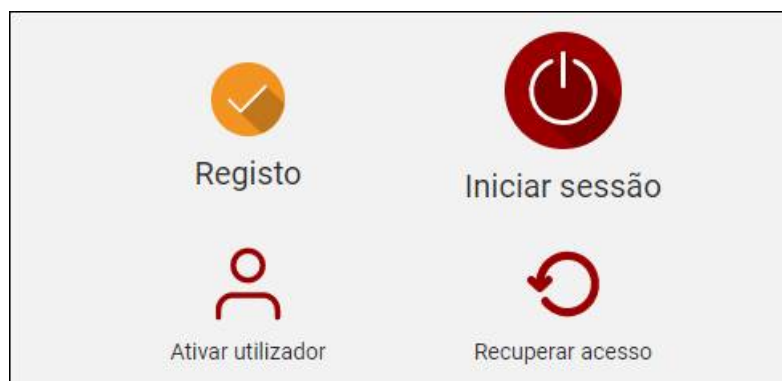 Registo
Iniciar sessão
Ativar utilizador
Recuperar acesso